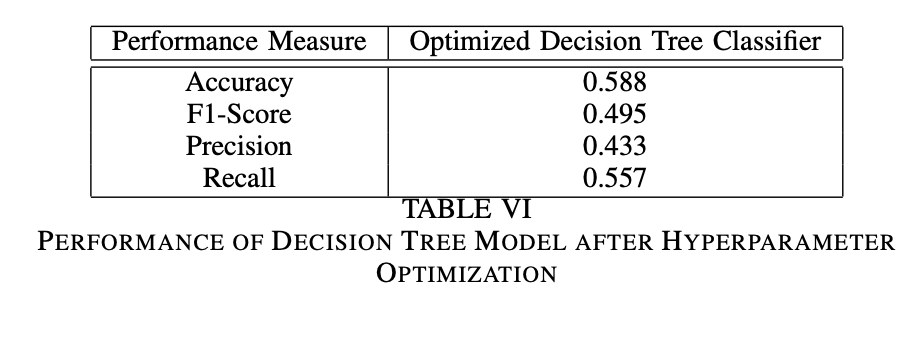 Performance Measure Optimized Decision Tree Classifier
Accuracy 0.588
F1-Score 0.495
Precision 0.433
Recall 0.557
TABLE VI
PERFORMANCE OF DECISION TREE MODEL AFTER HYPERPARAMETER
OPTIMIZATION